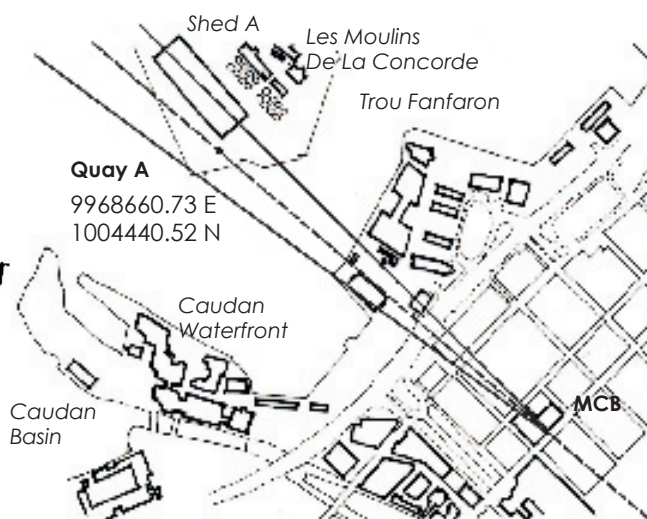 Shed A
Les Moulins
De La Concorde
Trou Fanfaron
Quay A
9968660.73 E
1004440.52 N
Caudan
Waterfront
MCB
Caudan
Basin